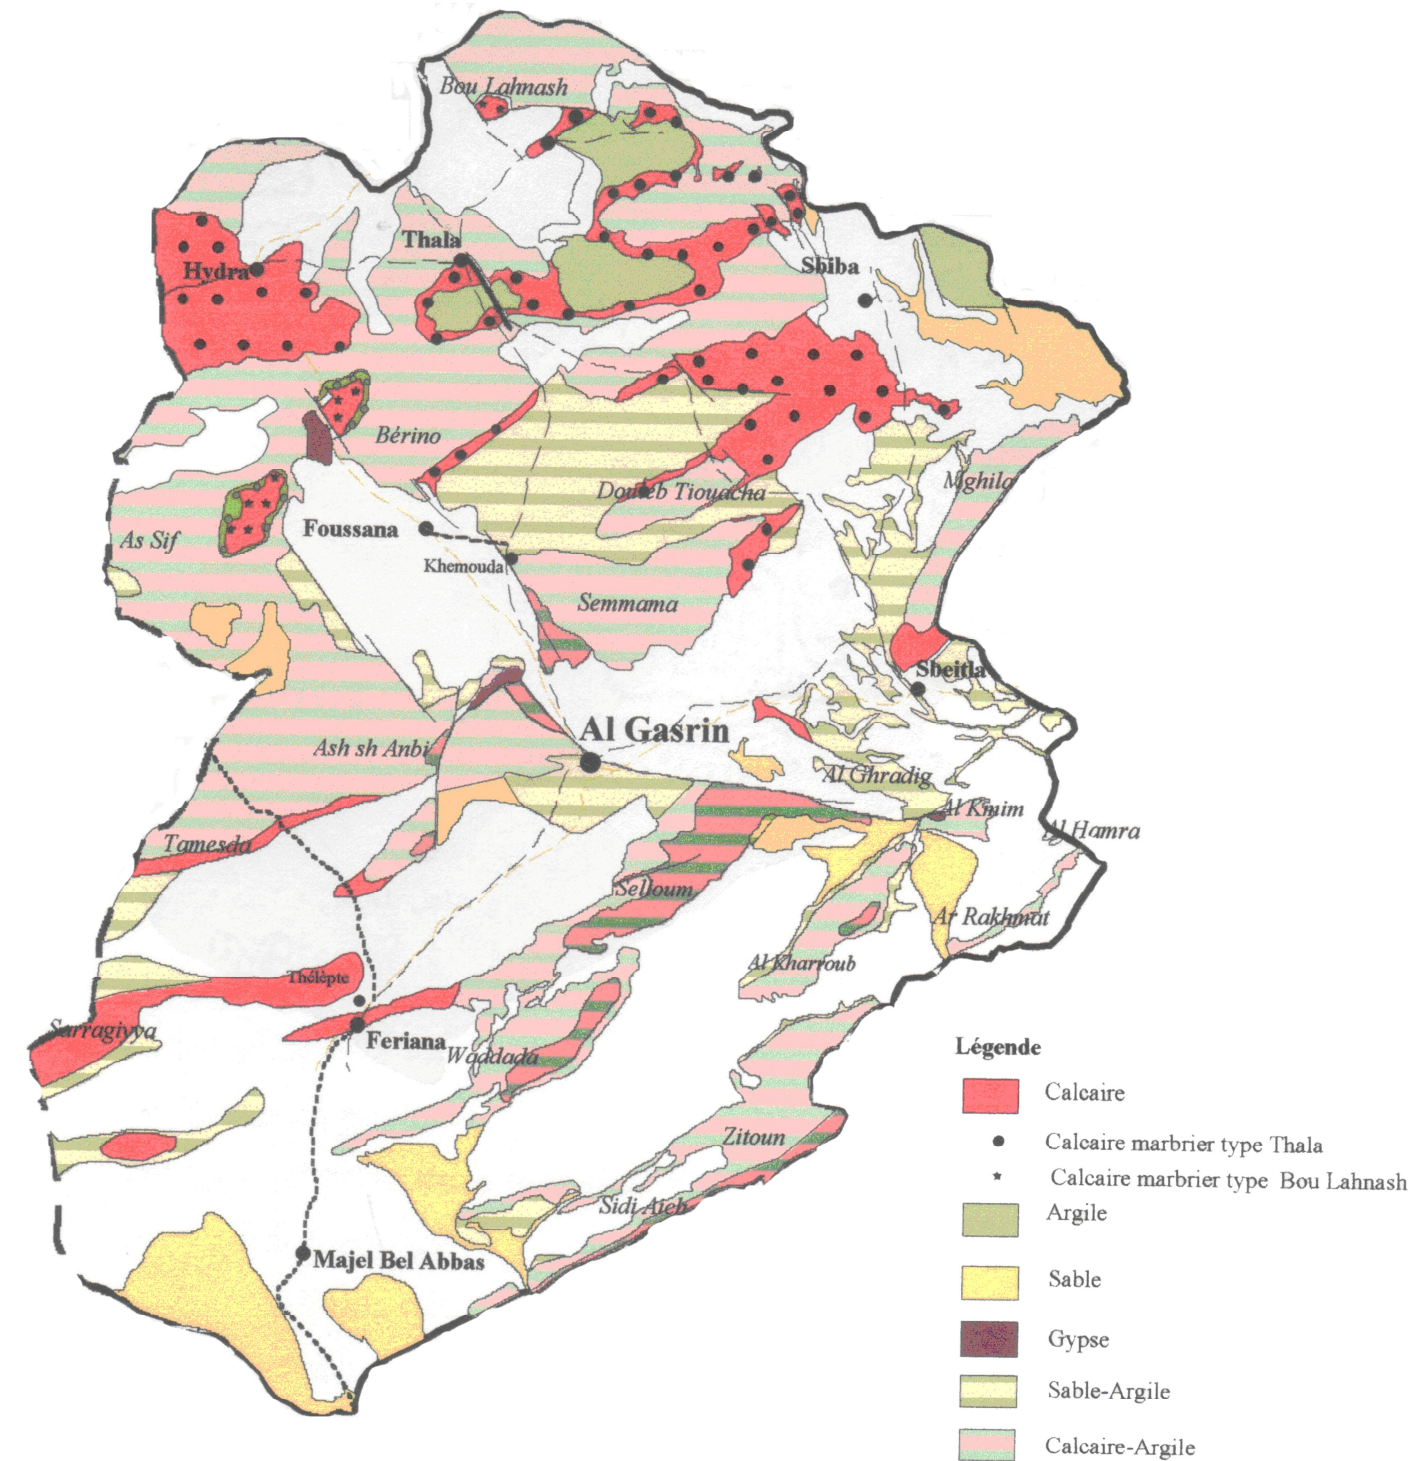 Bou Lahnash
Thala
Hydra
Sbiba
Bérino
Mghila
Douleb Tiouacha
Foussana
As Sif
Khemouda
Semmama
Sbeitla
Al Gasrin
Ash sh Anbi
Al Ghradig
Al Kmim
Al Hamra
Tamesda
Selloum
Ar Rakhmat
Al Kharroub
Thélèpte
Sarragiyya
Feriana
Waddada
Zitoun
Sidi Aieh
Majel Bel Abbas
Légende
Calcaire
Calcaire marbrier type Thala
Calcaire marbrier type Bou Lahnash
Argile
Sable
Gypse
Sable-Argile
Calcaire-Argile